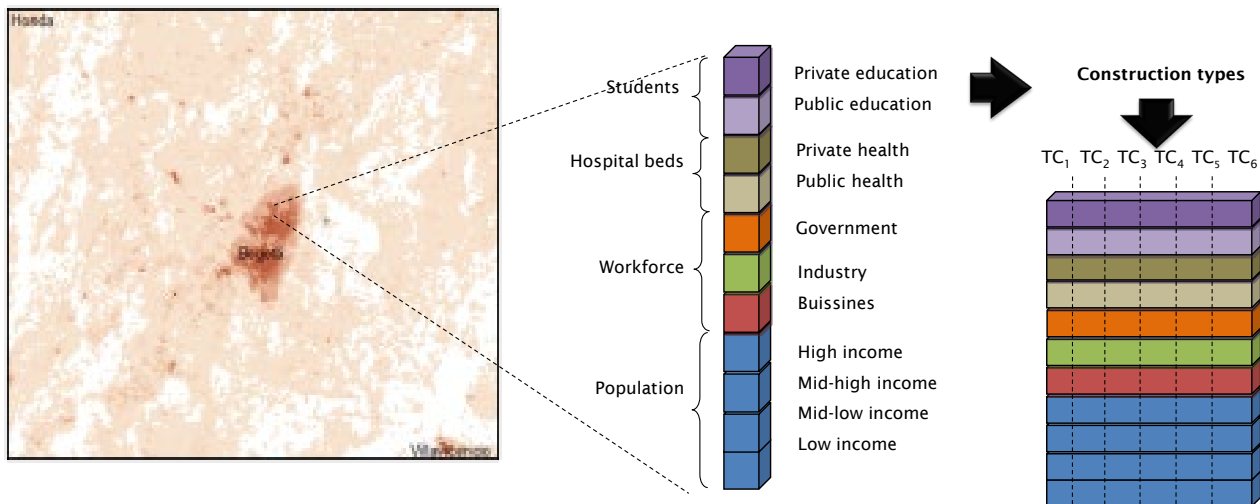 Honda
Bogotá
Students
Hospital beds
Workforce
Population
Private education
Public education
Private health
Public health
Government
Industry
Buissines
High income
Mid-high income
Mid-low income
Low income
Construction types
TC1 TC2 TC3 TC4 TC5 TC6